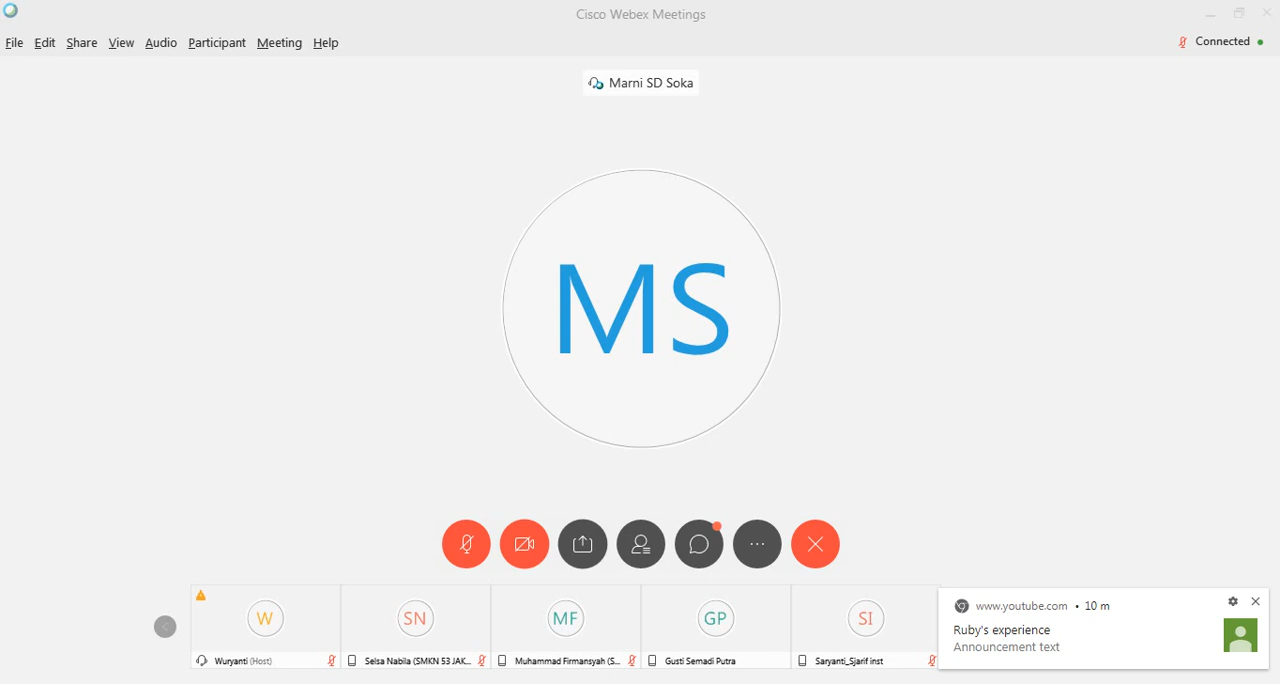 Cisco Webex Meetings
File Edit Share View Audio Participant Meeting Help
Connected
Marni SD Soka
MS
W
SN
MF
GP
SI
Wuryanti (Host)
Selsa Nabila (SMKN 53 JAK...
Muhammad Firmansyah (S...
Gusti Semadi Putra
Saryanti_Sjarif inst
www.youtube.com • 10 m
Ruby's experience
Announcement text